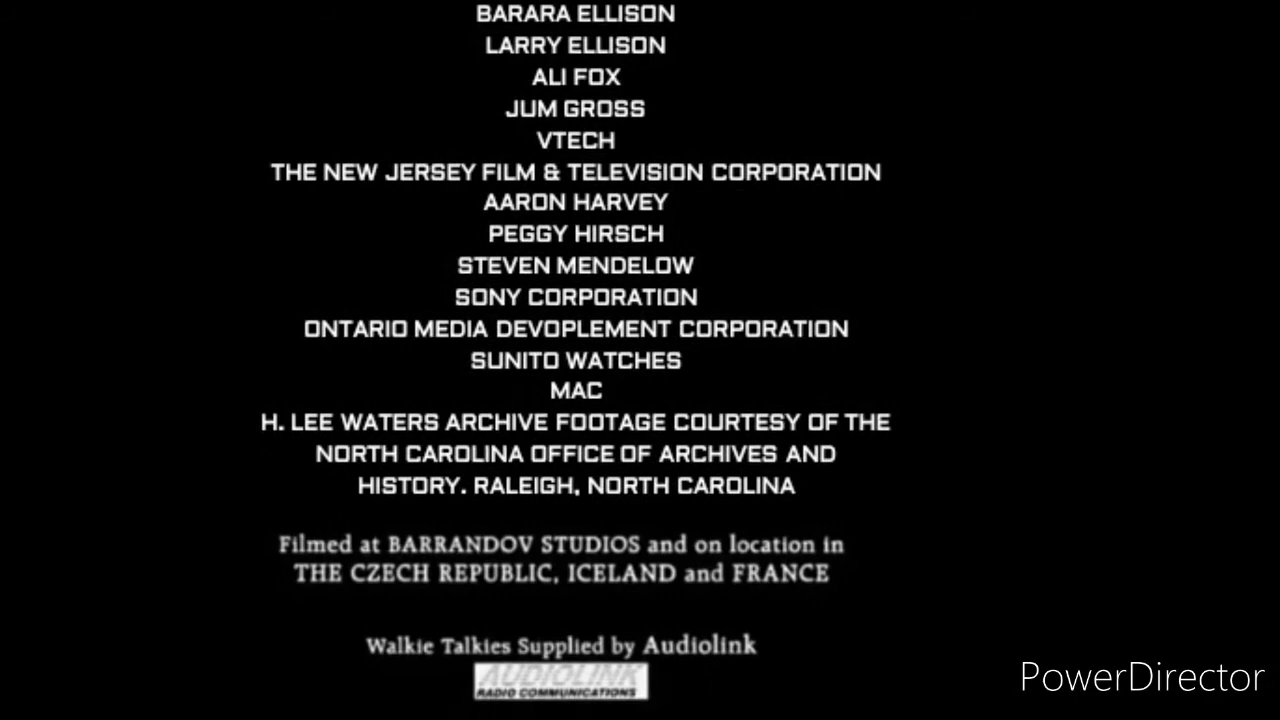 BARARA ELLISON
LARRY ELLISON
ALI FOX
JUM GROSS
VTECH
THE NEW JERSEY FILM & TELEVISION CORPORATION
AARON HARVEY
PEGGY HIRSCH
STEVEN MENDELOW
SONY CORPORATION
ONTARIO MEDIA DEVOPLEMENT CORPORATION
SUNITO WATCHES
MAC
H. LEE WATERS ARCHIVE FOOTAGE COURTESY OF THE
NORTH CAROLINA OFFICE OF ARCHIVES AND
HISTORY. RALEIGH, NORTH CAROLINA
Filmed at BARRANDOV STUDIOS and on location in
THE CZECH REPUBLIC, ICELAND and FRANCE
Walkie Talkies Supplied by Audiolink
AUDIOLINK
RADIO COMMUNICATIONS
PowerDirector